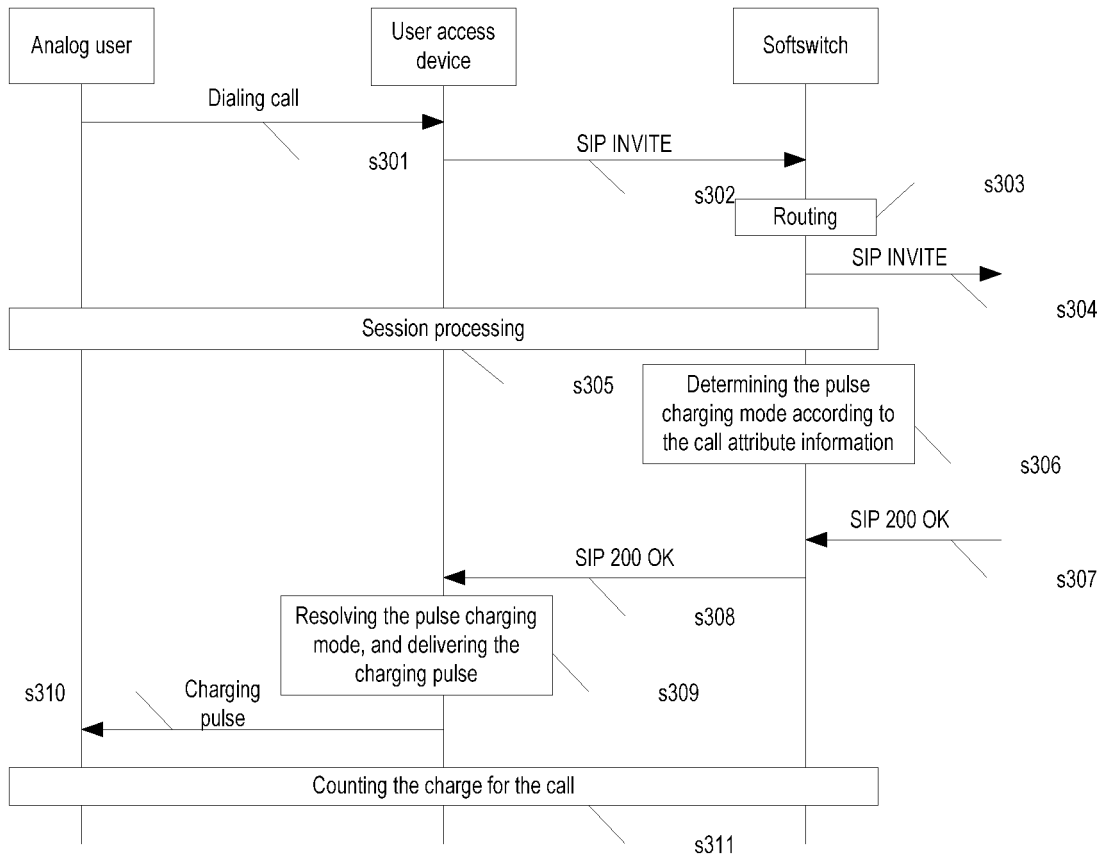 Analog user
User access
device
Softswitch
Dialing call
s301
SIP INVITE
s302
s303
Routing
SIP INVITE
s304
Session processing
s305
Determining the pulse
charging mode according to
the call attribute information
s306
SIP 200 OK
s307
SIP 200 OK
s308
Resolving the pulse charging
mode, and delivering the
charging pulse
s309
s310
Charging
pulse
Counting the charge for the call
s311